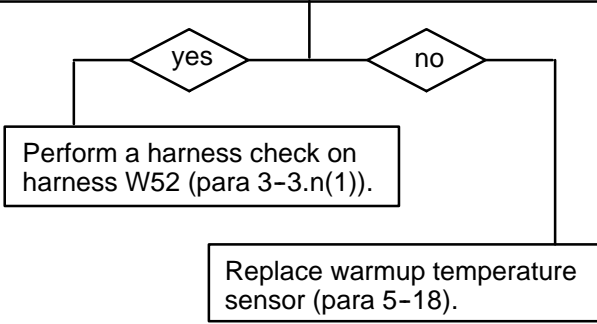 yes
no
Perform a harness check on
harness W52 (para 3-3.n(1)).
Replace warmup temperature
sensor (para 5-18).